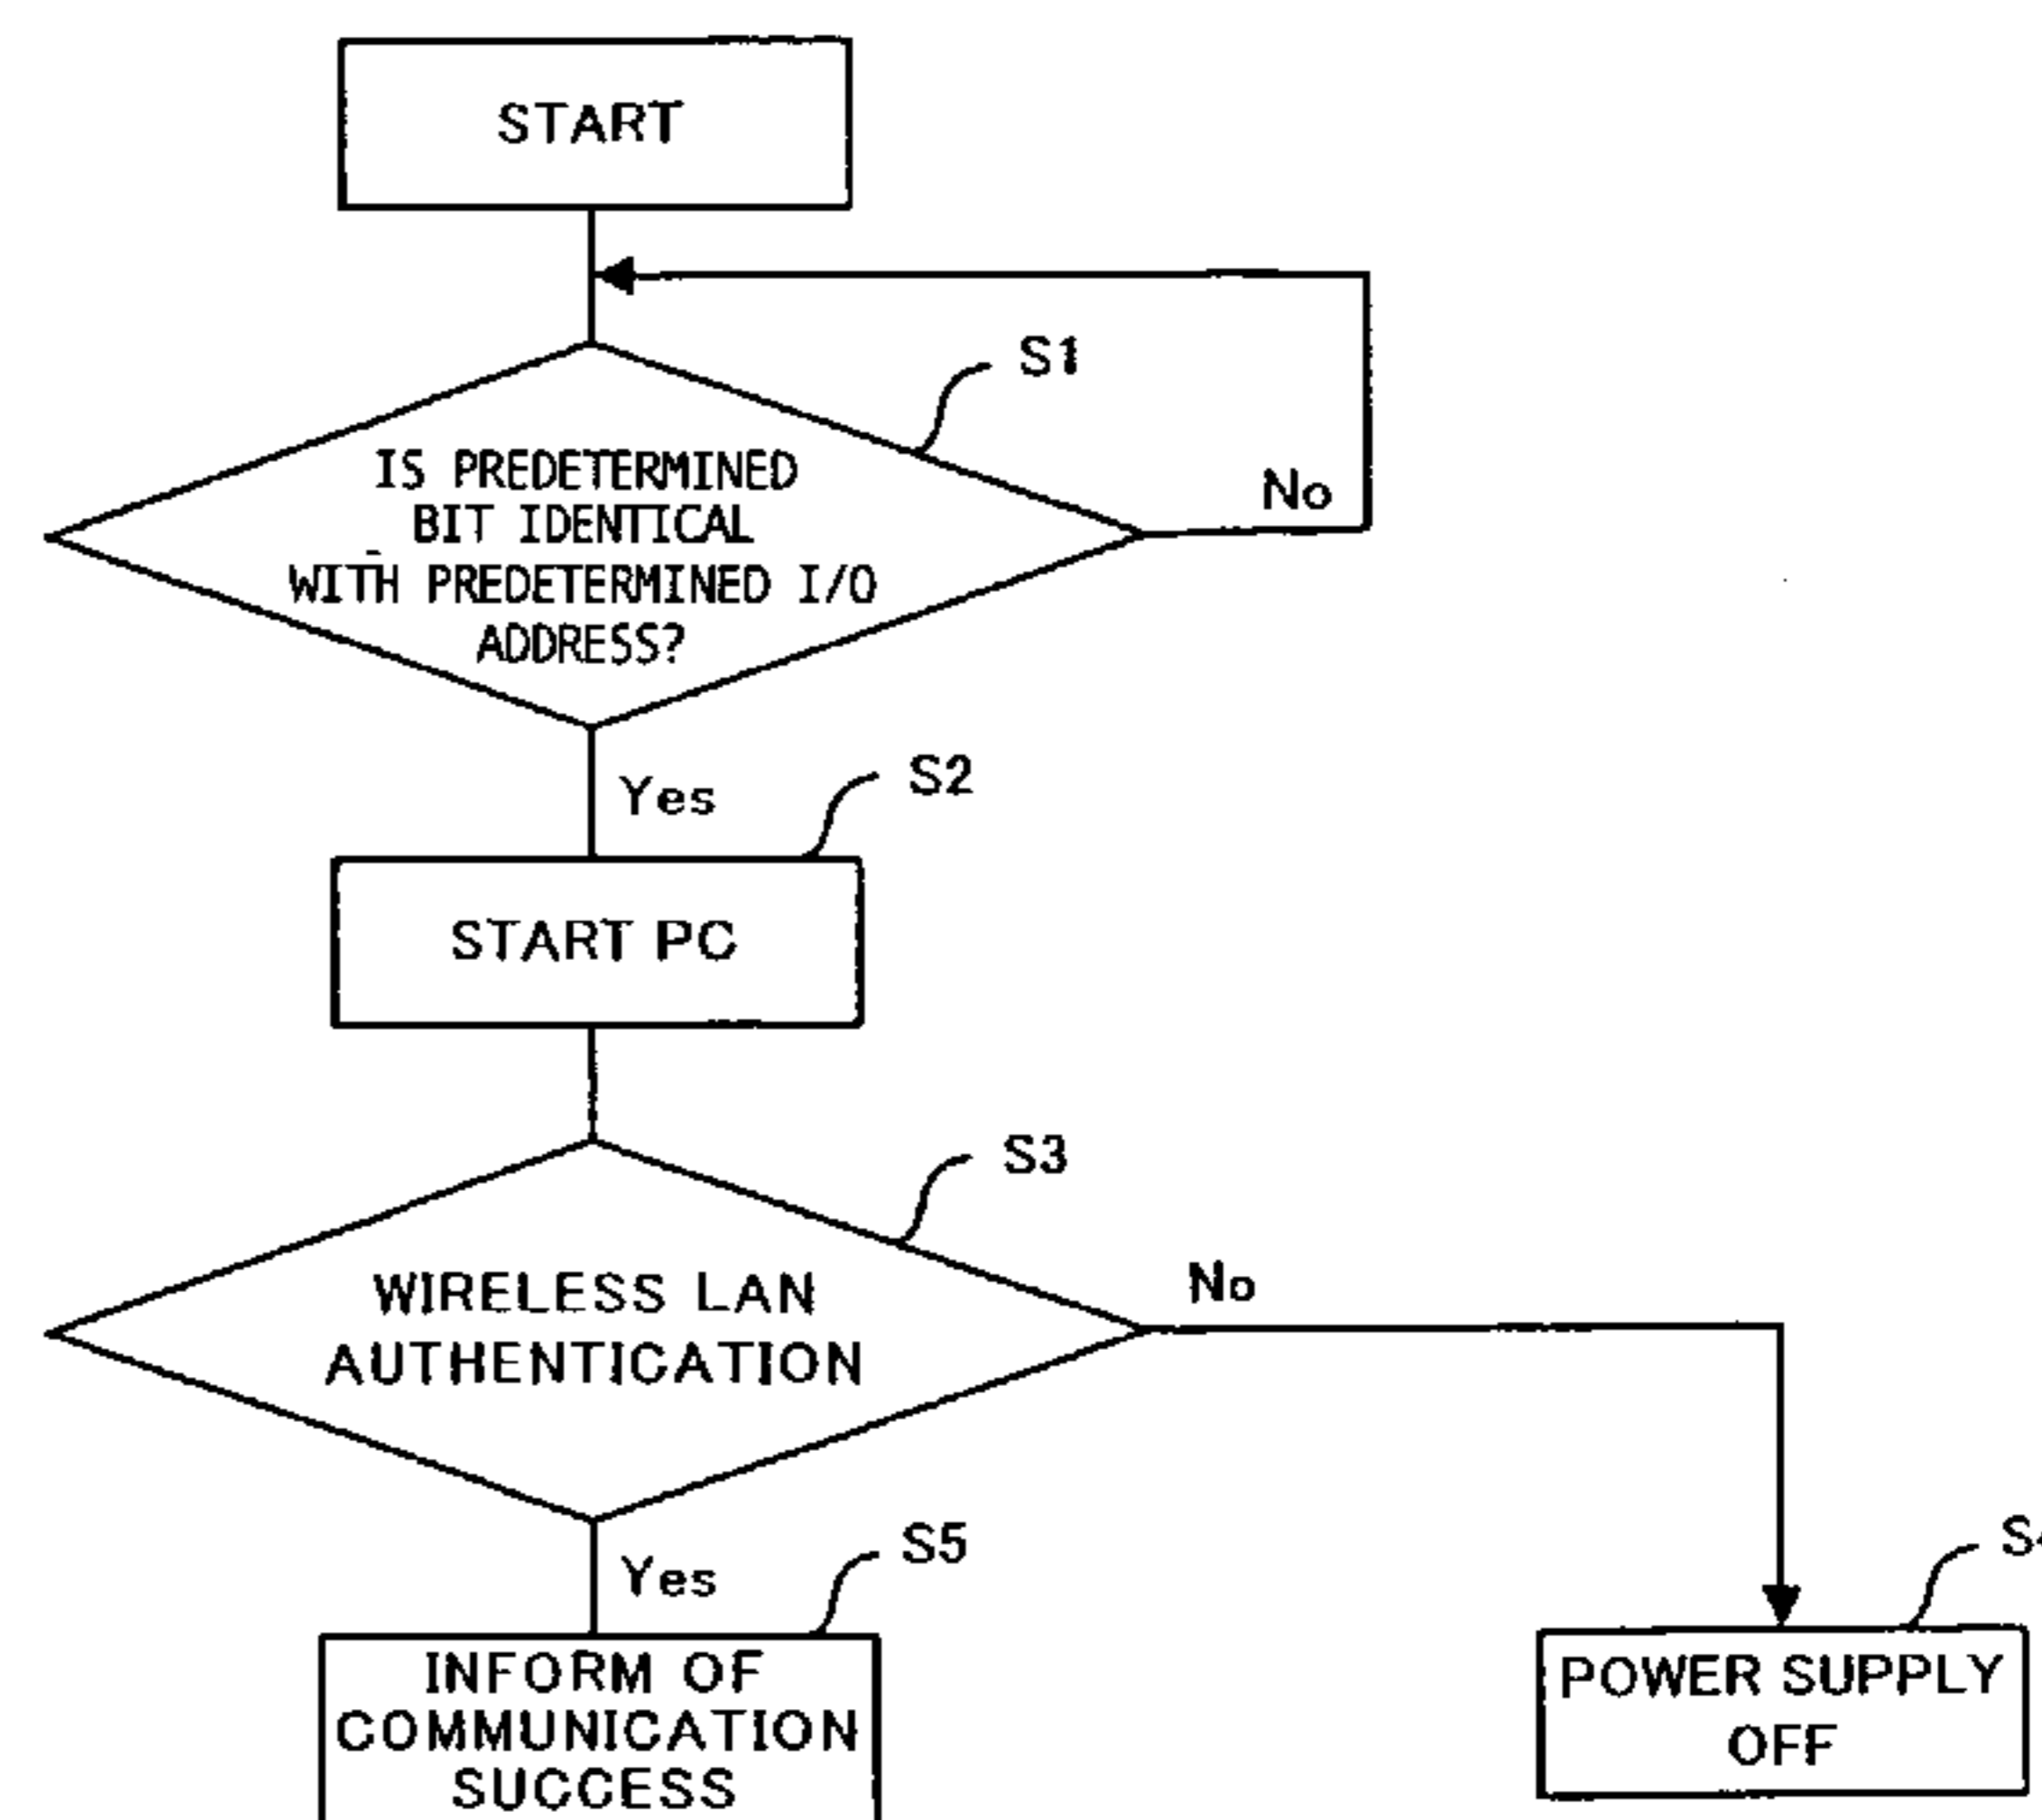 START
S1
IS PREDETERMINED
BIT IDENTICAL
WITH PREDETERMINED I/O
ADDRESS?
No
Yes
S2
START PC
S3
WIRELESS LAN
AUTHENTICATION
No
Yes
S5
INFORM OF
COMMUNICATION
SUCCESS
S4
POWER SUPPLY
OFF